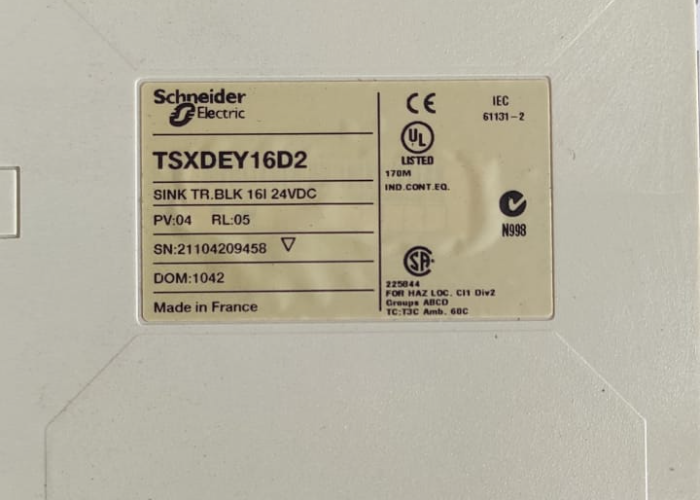 Schneider
Electric
TSXDEY16D2
SINK TR.BLK 16I 24VDC
PV:04 RL:05
SN:21104209458
DOM:1042
Made in France
CE
IEC
61131-2
UL
LISTED
170M
IND.CONT.EQ.
N998
SA
225844
FOR HAZ LOC. Cl1 Div2
Groups ABCD
TC:T3C Amb. 60C